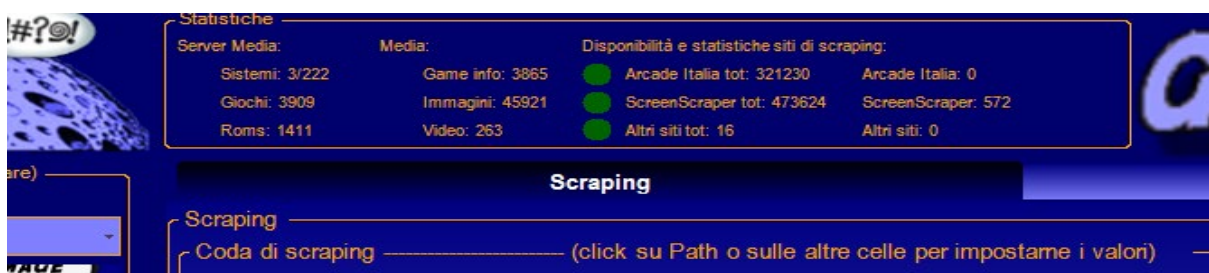 #?@!
Statistiche
Server Media: Media: Disponibilità e statistiche siti di scraping:
Sistemi: 3/222 Game info: 3865 Arcade Italia tot: 321230 Arcade Italia: 0
Giochi: 3909 Immagini: 45921 ScreenScraper tot: 473624 ScreenScraper: 572
Roms: 1411 Video: 263 Altri siti tot: 16 Altri siti: 0
are)
Scraping
Scraping
Coda di scraping ------------------------ (click su Path o sulle altre celle per impostarne i valori)